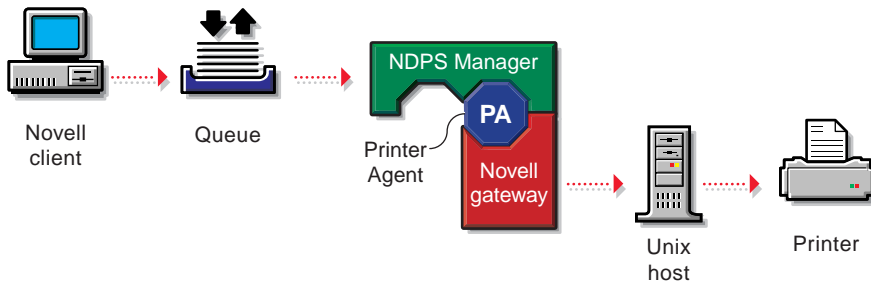 NDPS Manager
PA
Novell
client
Queue
Printer
Agent
Novell
gateway
Unix
host
Printer